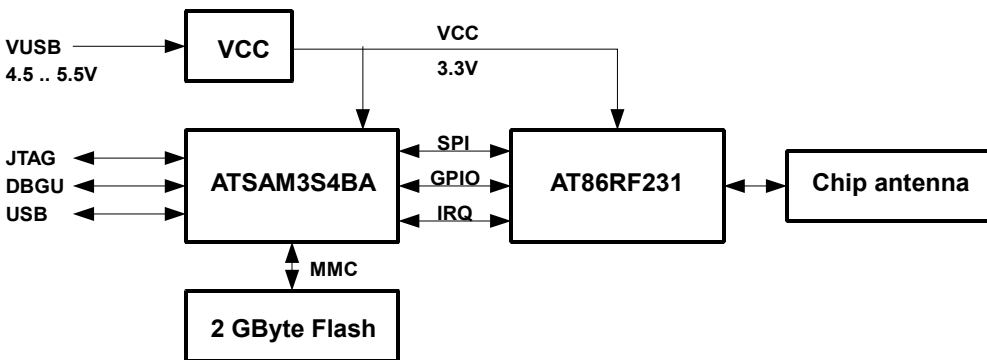 VUSB
4.5 .. 5.5V
VCC
VCC
3.3V
JTAG
DBGU
USB
ATSAM3S4BA
SPI
GPIO
IRQ
AT86RF231
Chip antenna
MMC
2 GByte Flash